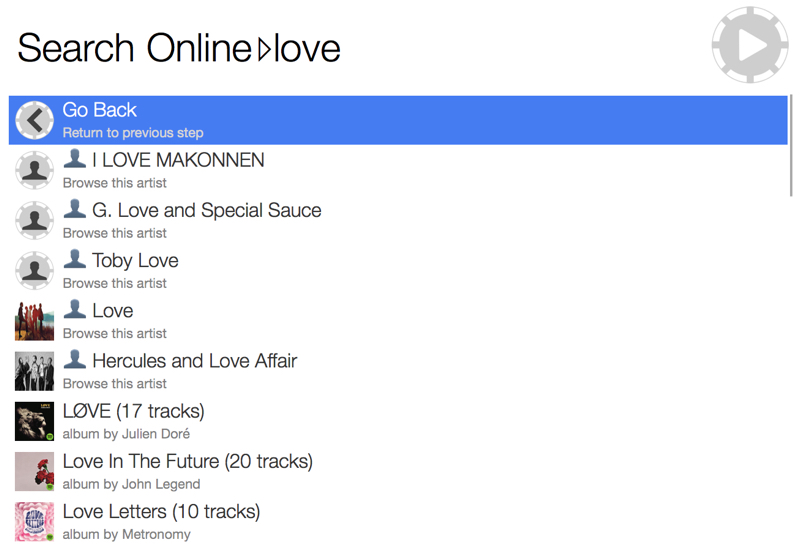 Search Online▷love
Go Back
Return to previous step
I LOVE MAKONNEN
Browse this artist
G. Love and Special Sauce
Browse this artist
Toby Love
Browse this artist
Love
Browse this artist
Hercules and Love Affair
Browse this artist
LØVE (17 tracks)
album by Julien Doré
Love In The Future (20 tracks)
album by John Legend
Love Letters (10 tracks)
album by Metronomy